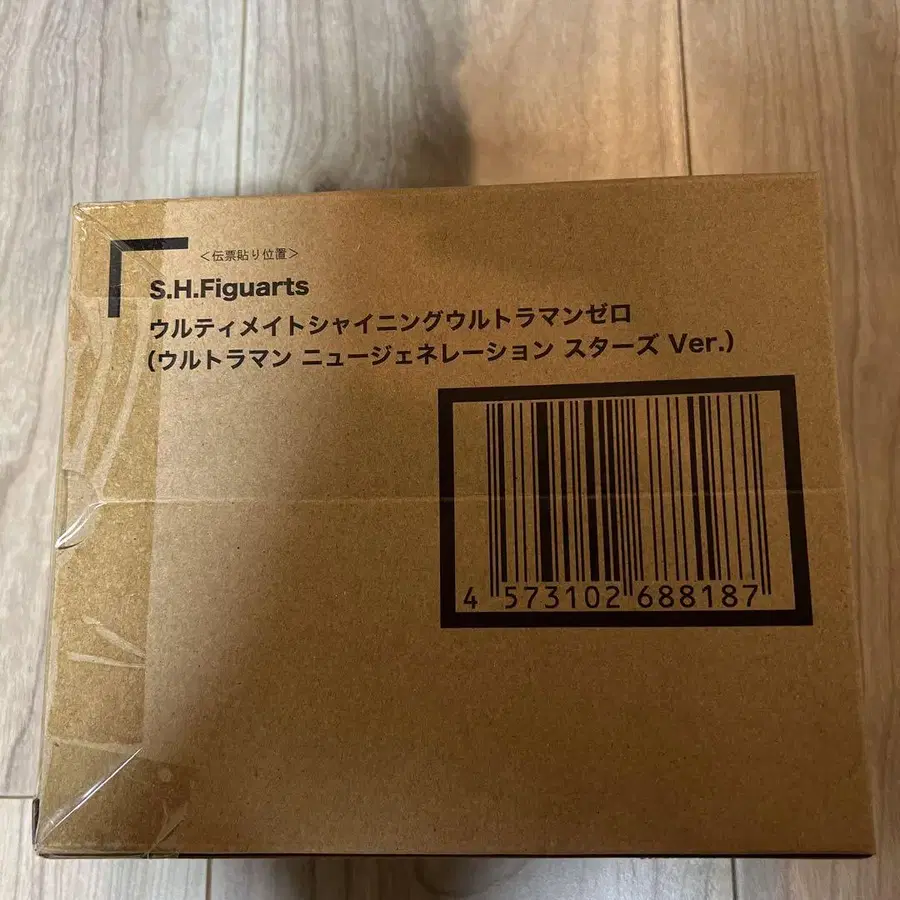 ＜伝票貼り位置＞
S.H.Figuarts
ウルティメイトシャイニングウルトラマンゼロ
(ウルトラマン ニュージェネレーション スターズ Ver.)
4 573102 688187